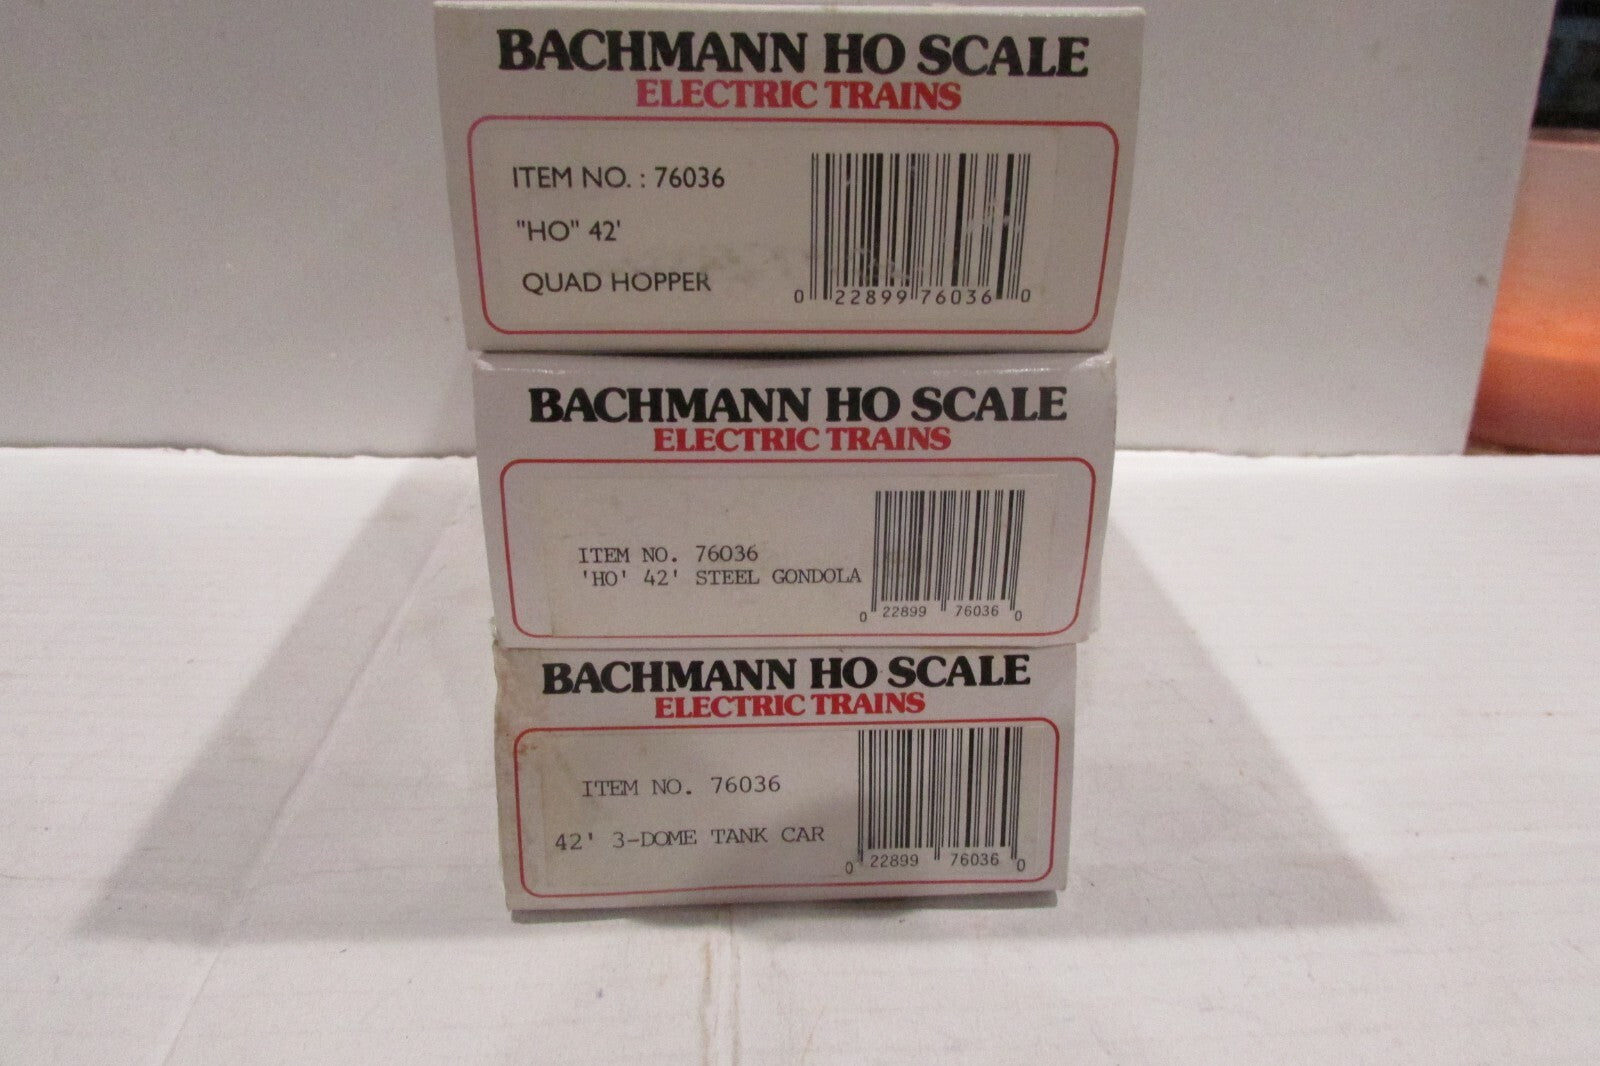 BACHMANN HO SCALE
ELECTRIC TRAINS
ITEM NO. : 76036
"HO" 42'
QUAD HOPPER
0 22899 76036 0
BACHMANN HO SCALE
ELECTRIC TRAINS
ITEM NO. 76036
'HO' 42' STEEL GONDOLA
0 22899 76036 0
BACHMANN HO SCALE
ELECTRIC TRAINS
ITEM NO. 76036
42' 3-DOME TANK CAR
0 22899 76036 0